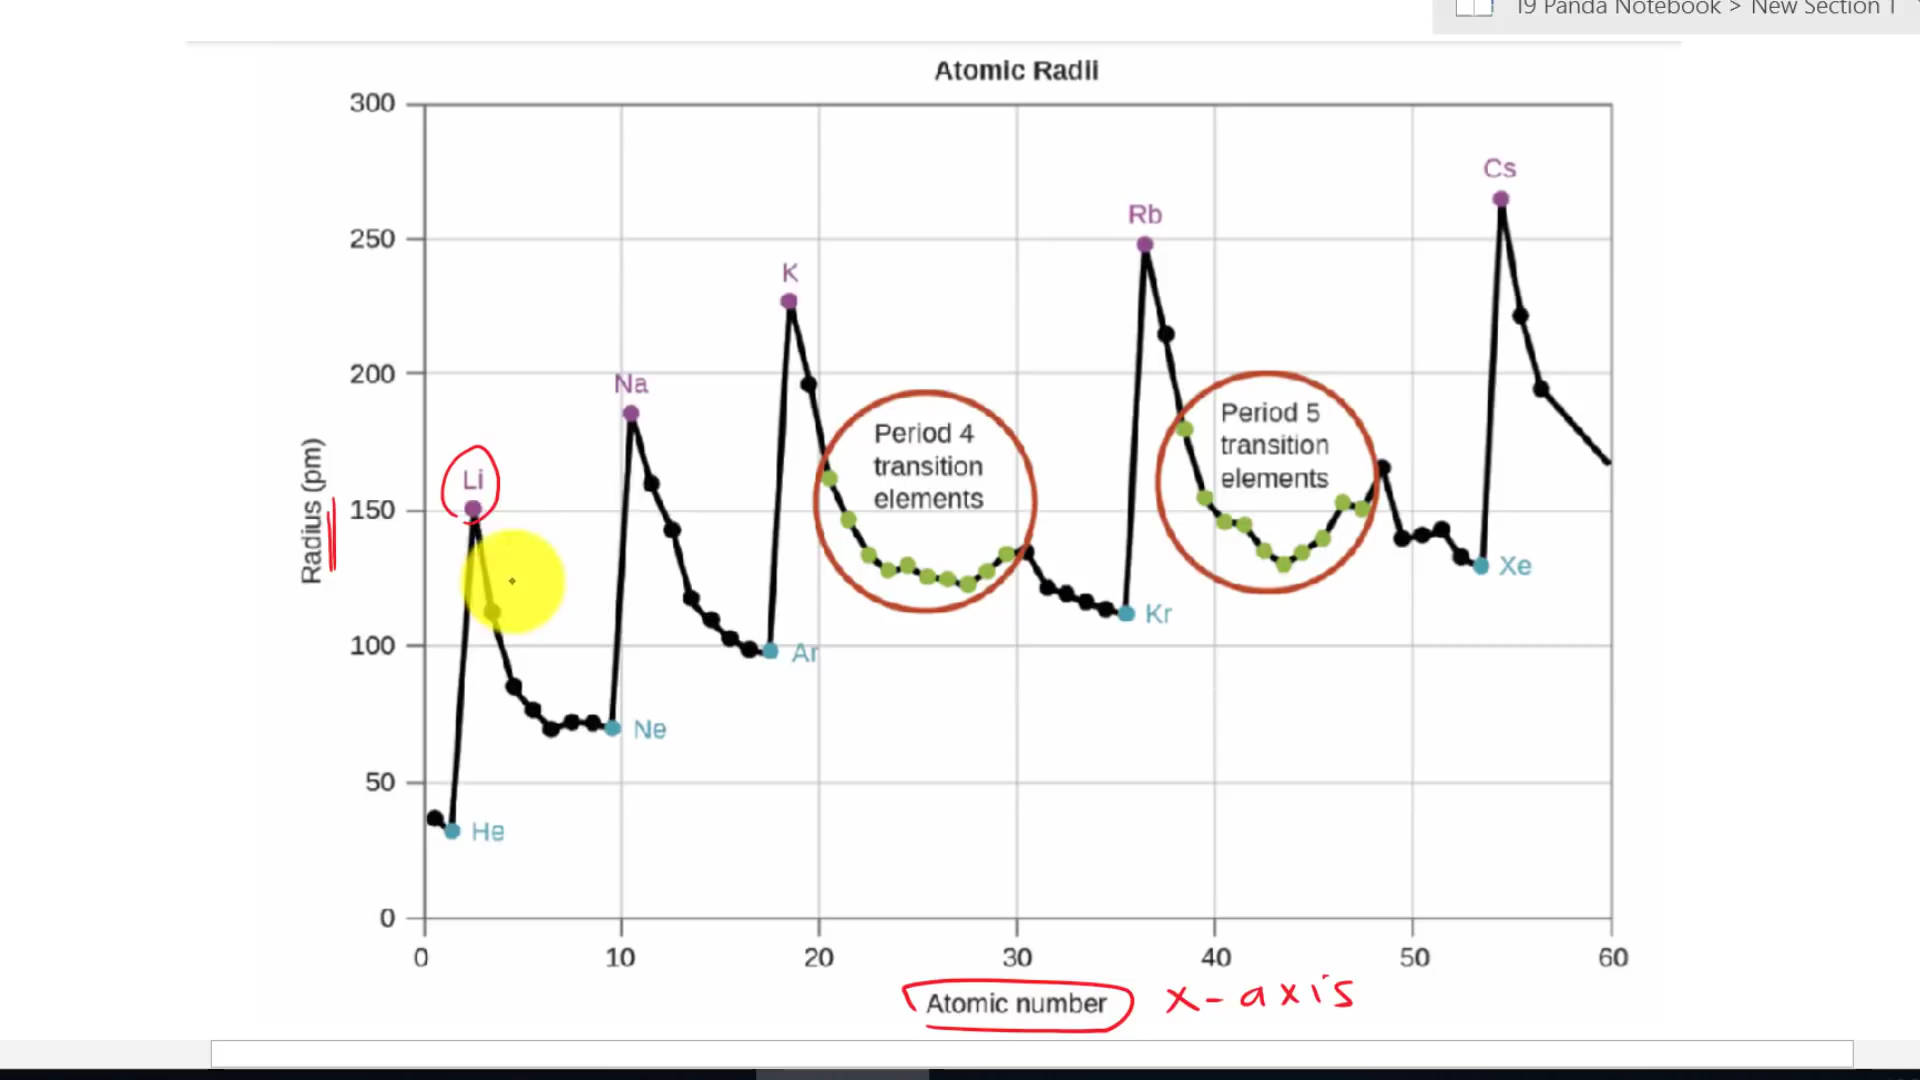 19 Panda Notebook > New Section 1
Atomic Radii
300
250
200
150
100
50
0
Radius (pm)
Cs
Rb
K
Na
Li
Period 4
transition
elements
Period 5
transition
elements
Xe
Kr
Ar
Ne
He
0 10 20 30 40 50 60
Atomic number x-axis